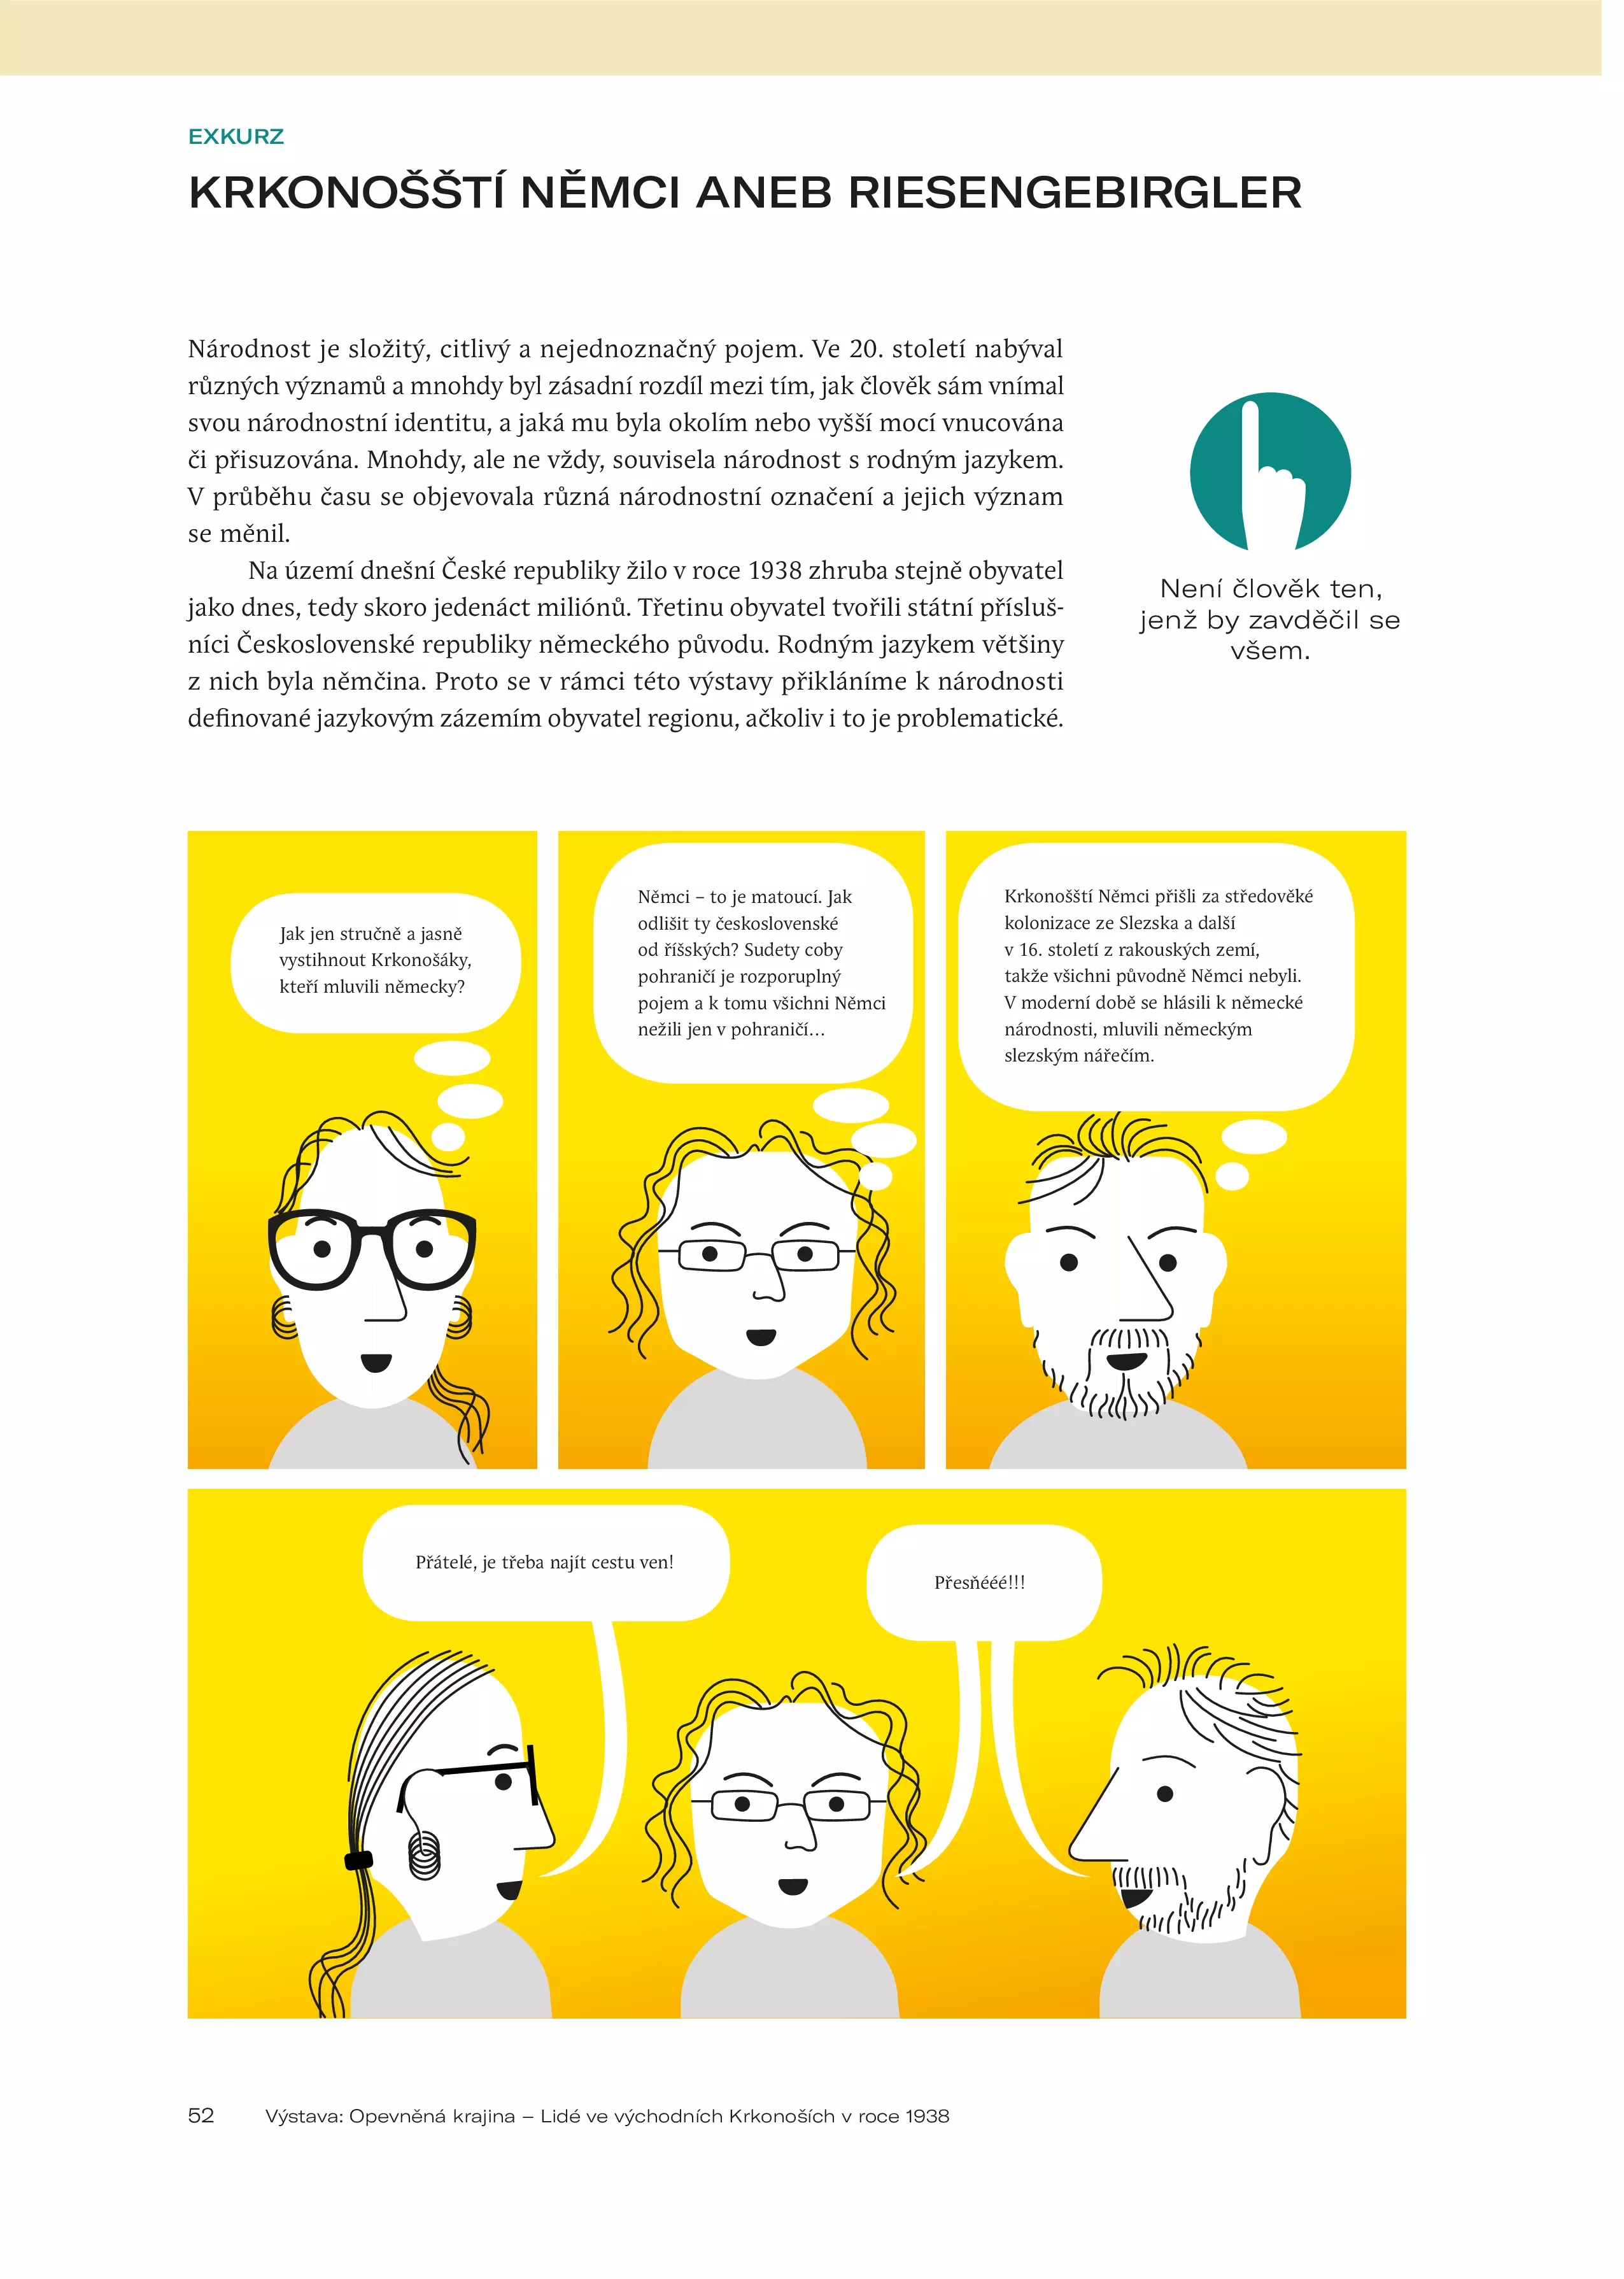 EXKURZ
KRKONOŠŠTÍ NĚMCI ANEB RIESENGEBIRGLER
Národnost je složitý, citlivý a nejednoznačný pojem. Ve 20. století nabýval
různých významů a mnohdy byl zásadní rozdíl mezi tím, jak člověk sám vnímal
svou národnostní identitu, a jaká mu byla okolím nebo vyšší mocí vnucována
či přisuzována. Mnohdy, ale ne vždy, souvisela národnost s rodným jazykem.
V průběhu času se objevovala různá národnostní označení a jejich význam
se měnil.
Na území dnešní České republiky žilo v roce 1938 zhruba stejně obyvatel
jako dnes, tedy skoro jedenáct miliónů. Třetinu obyvatel tvořili státní přísluš-
níci Československé republiky německého původu. Rodným jazykem většiny
z nich byla němčina. Proto se v rámci této výstavy přikláníme k národnosti
definované jazykovým zázemím obyvatel regionu, ačkoliv i to je problematické.
Není člověk ten,
jenž by zavděčil se
všem.
Jak jen stručně a jasně
vystihnout Krkonošáky,
kteří mluvili německy?
Němci – to je matoucí. Jak
odlišit ty československé
od říšských? Sudety coby
pohraničí je rozporuplný
pojem a k tomu všichni Němci
nežili jen v pohraničí…
Krkonošští Němci přišli za středověké
kolonizace ze Slezska a další
v 16. století z rakouských zemí,
takže všichni původně Němci nebyli.
V moderní době se hlásili k německé
národnosti, mluvili německým
slezským nářečím.
Přátelé, je třeba najít cestu ven!
Přesňééé!!!
52 Výstava: Opevněná krajina – Lidé ve východních Krkonoších v roce 1938